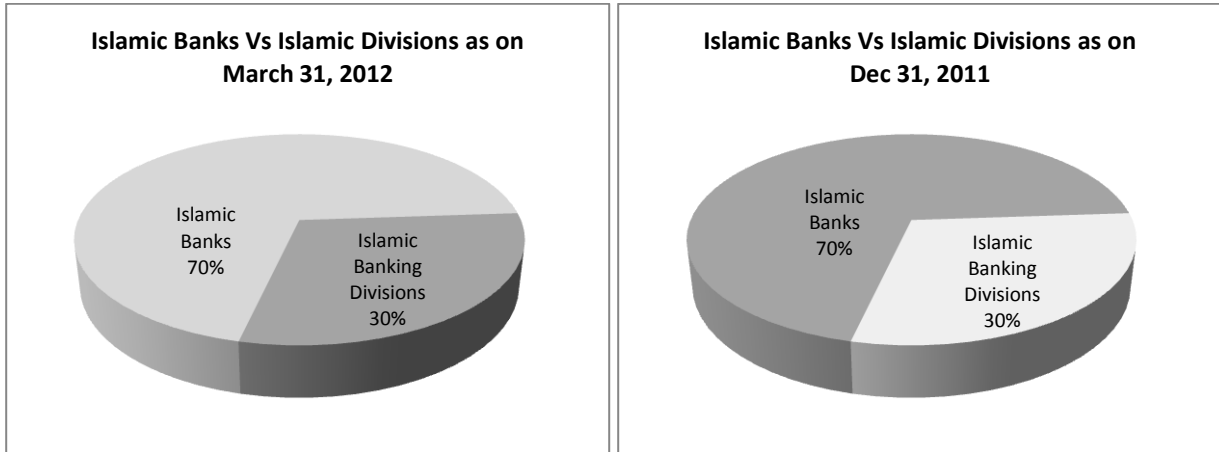 Islamic Banks Vs Islamic Divisions as on
March 31, 2012
Islamic
Banks
70%
Islamic
Banking
Divisions
30%
Islamic Banks Vs Islamic Divisions as on
Dec 31, 2011
Islamic
Banks
70%
Islamic
Banking
Divisions
30%